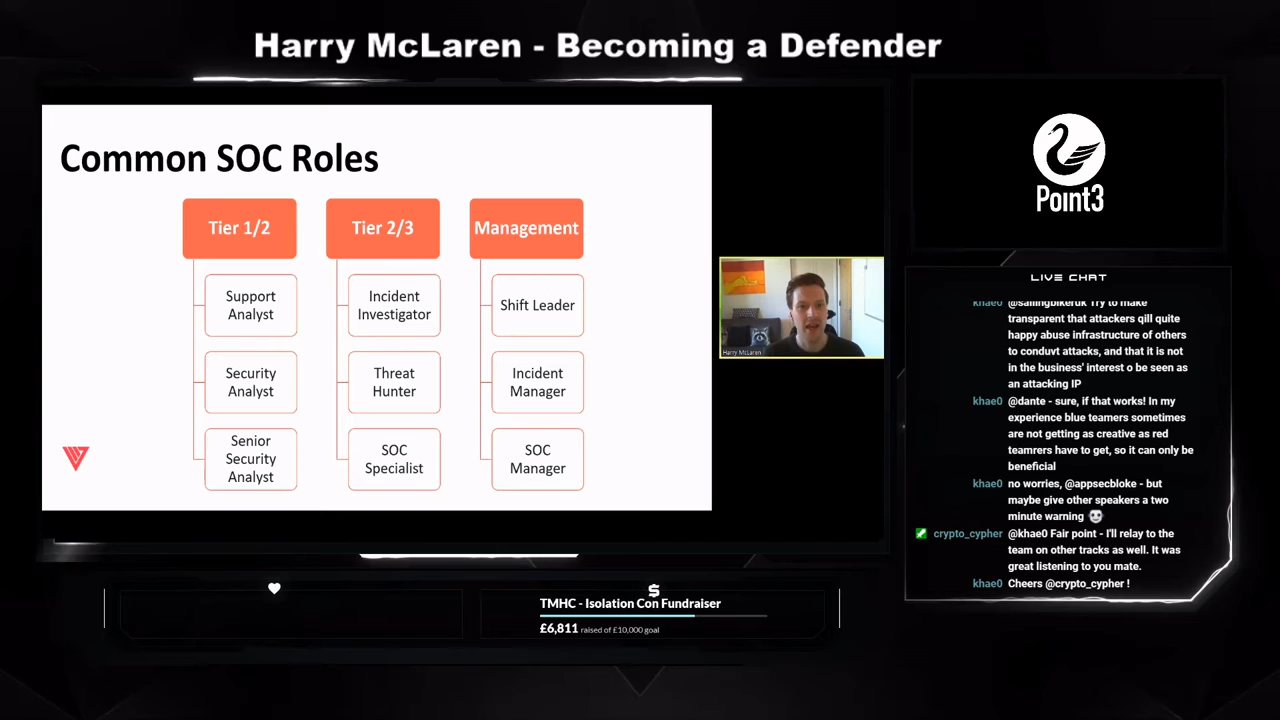 Harry McLaren - Becoming a Defender
Common SOC Roles
Tier 1/2
Support
Analyst
Security
Analyst
Senior
Security
Analyst
Tier 2/3
Incident
Investigator
Threat
Hunter
SOC
Specialist
Management
Shift Leader
Incident
Manager
SOC
Manager
Harry McLaren
Point3
LIVE CHAT
khae0 @sailingbikeruk Try to make
transparent that attackers qill quite
happy abuse infrastructure of others
to conduvt attacks, and that it is not
in the business' interest o be seen as
an attacking IP
khae0 @dante - sure, if that works! In my
experience blue teamers sometimes
are not getting as creative as red
teamrers have to get, so it can only be
beneficial
khae0 no worries, @appsecbloke - but
maybe give other speakers a two
minute warning
crypto_cypher @khae0 Fair point - I'll relay to the
team on other tracks as well. It was
great listening to you mate.
khae0 Cheers @crypto_cypher !
TMHC - Isolation Con Fundraiser
£6,811 raised of £10,000 goal